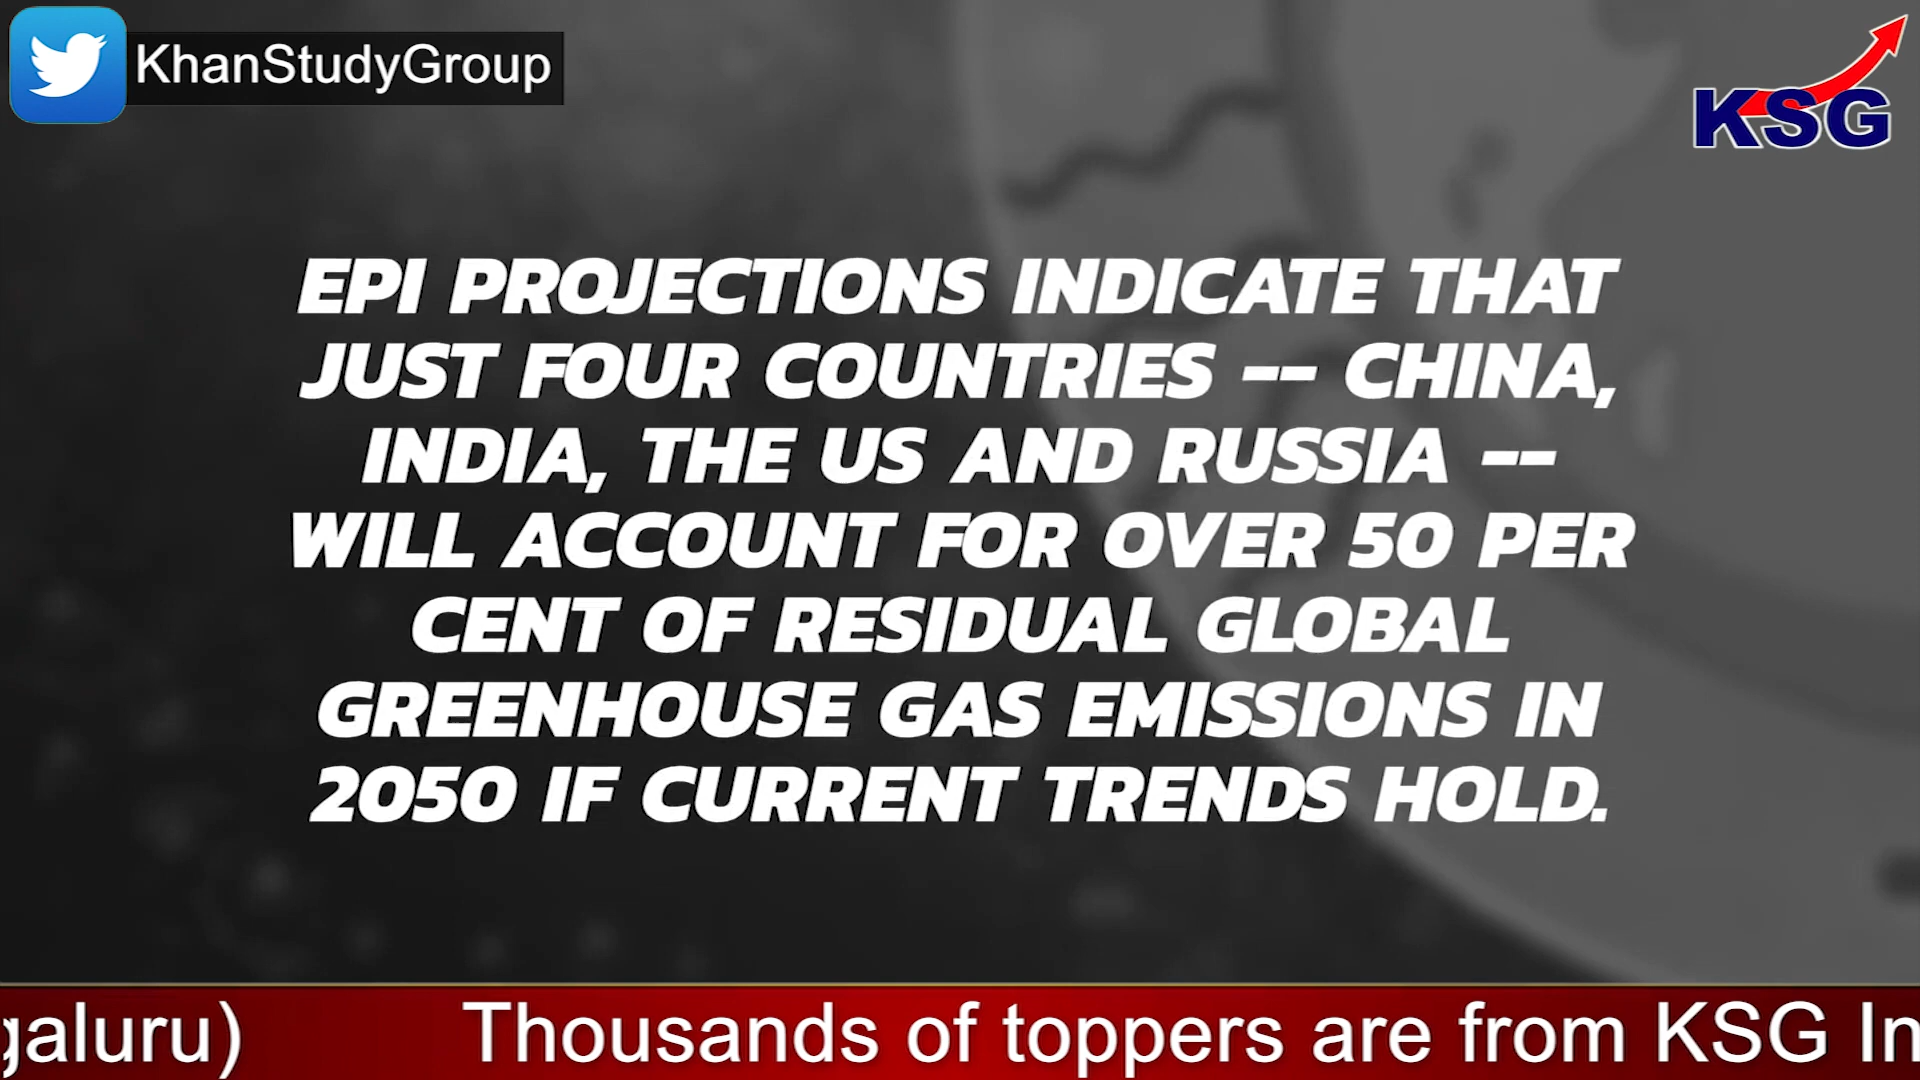 KhanStudyGroup
KSG
EPI PROJECTIONS INDICATE THAT
JUST FOUR COUNTRIES -- CHINA,
INDIA, THE US AND RUSSIA --
WILL ACCOUNT FOR OVER 50 PER
CENT OF RESIDUAL GLOBAL
GREENHOUSE GAS EMISSIONS IN
2050 IF CURRENT TRENDS HOLD.
galuru) Thousands of toppers are from KSG In